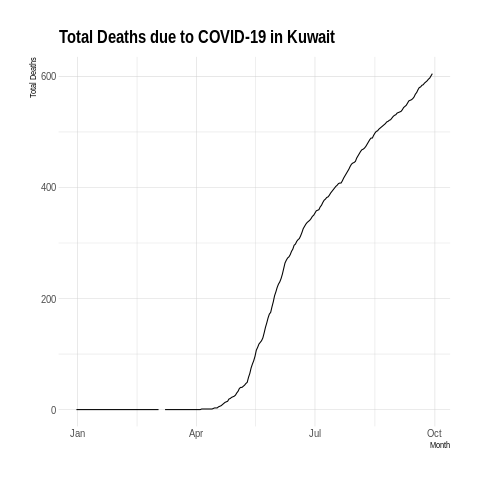 Total Deaths due to COVID-19 in Kuwait
Total Deaths
600
400
200
0
Jan Apr Jul Oct
Month